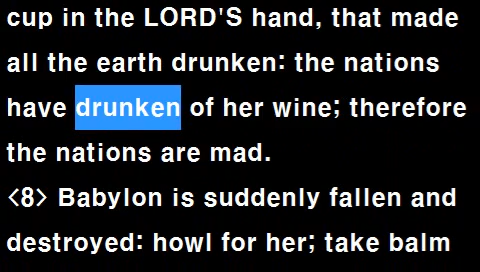 cup in the LORD'S hand, that made
all the earth drunken: the nations
have drunken of her wine; therefore
the nations are mad.
<8> Babylon is suddenly fallen and
destroyed: howl for her; take balm